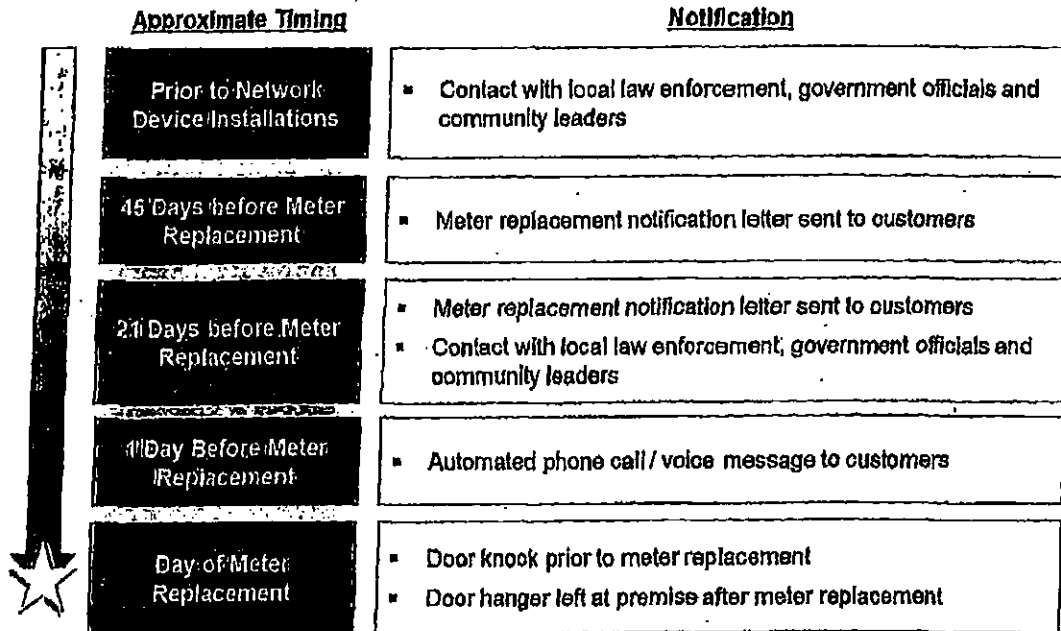 Approximate Timing
Notification
Prior to Network
Device Installations
▪ Contact with local law enforcement, government officials and
community leaders
45 Days before Meter
Replacement
▪ Meter replacement notification letter sent to customers
21 Days before Meter
Replacement
▪ Meter replacement notification letter sent to customers
▪ Contact with local law enforcement, government officials and
community leaders
1 Day Before Meter
Replacement
▪ Automated phone call / voice message to customers
Day of Meter
Replacement
▪ Door knock prior to meter replacement
▪ Door hanger left at premise after meter replacement